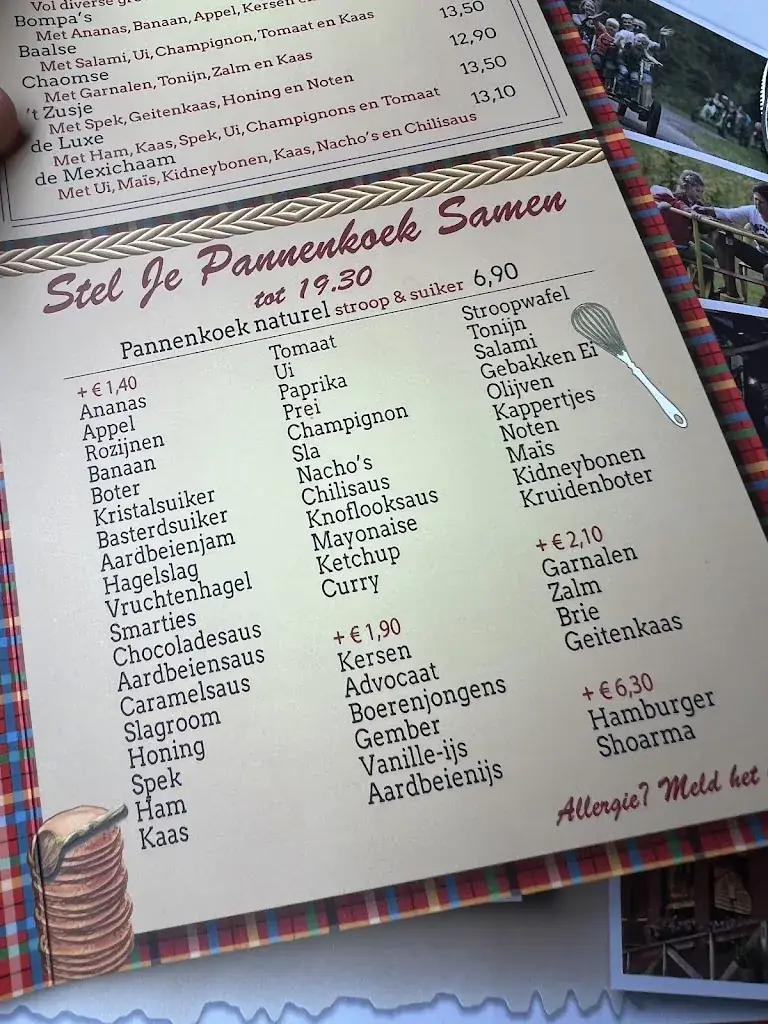 Bompa's
Met Ananas, Banaan, Appel, Kersen
13,50
Baalse
Met Salami, Ui, Champignon, Tomaat en Kaas
12,90
Chaomse
Met Garnalen, Tonijn, Zalm en Kaas
13,50
't Zusje
Met Spek, Geitenkaas, Honing en Noten
13,10
de Luxe
Met Ham, Kaas, Spek, Ui, Champignons en Tomaat
de Mexichaam
Met Ui, Maïs, Kidneybonen, Kaas, Nacho's en Chilisaus
Stel Je Pannenkoek Samen
tot 19.30
Pannenkoek naturel stroop & suiker 6,90
+ € 1,40
Ananas
Appel
Rozijnen
Banaan
Boter
Kristalsuiker
Basterdsuiker
Aardbeienjam
Hagelslag
Vruchtenhagel
Smarties
Chocoladesaus
Aardbeiensaus
Caramelsaus
Slagroom
Honing
Spek
Ham
Kaas
Tomaat
Ui
Paprika
Prei
Champignon
Sla
Nacho's
Chilisaus
Knoflooksaus
Mayonaise
Ketchup
Curry
+ € 1,90
Kersen
Advocaat
Boerenjongens
Gember
Vanille-ijs
Aardbeienijs
Stroopwafel
Tonijn
Salami
Gebakken Ei
Olijven
Kappertjes
Noten
Maïs
Kidneybonen
Kruidenboter
+ € 2,10
Garnalen
Zalm
Brie
Geitenkaas
+ € 6,30
Hamburger
Shoarma
Allergie? Meld het